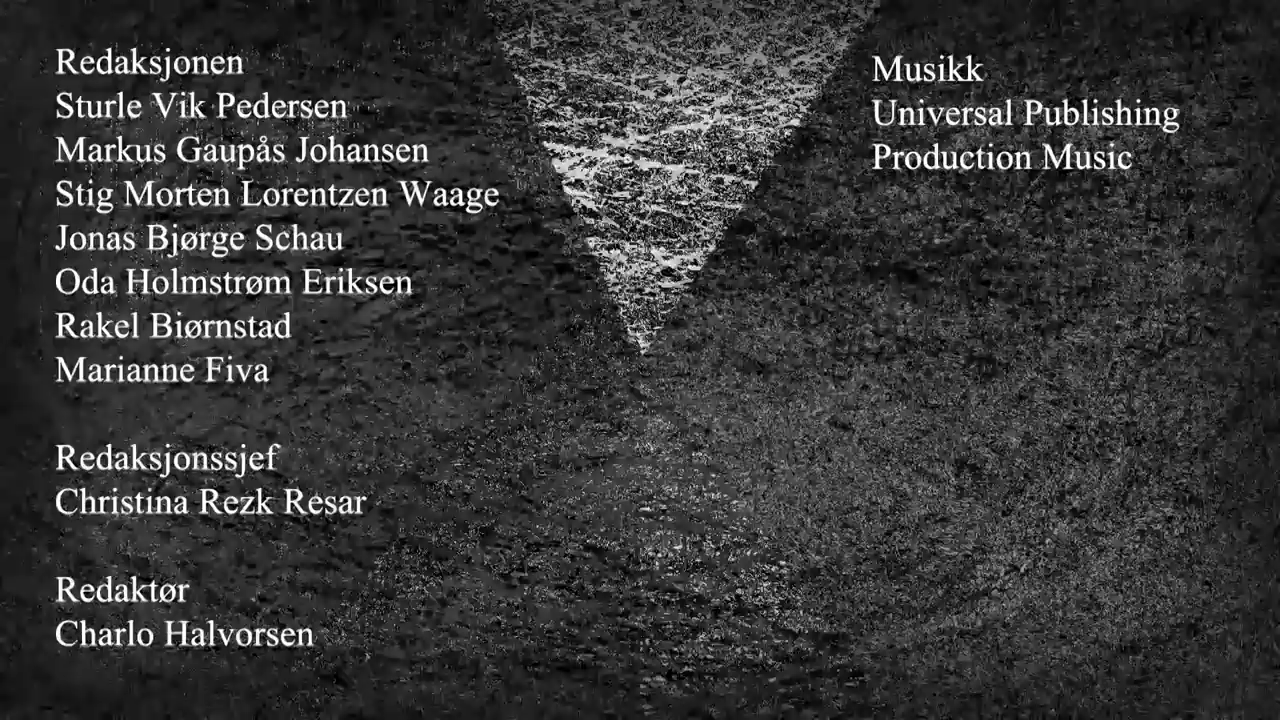 Redaksjonen
Sturle Vik Pedersen
Markus Gaupås Johansen
Stig Morten Lorentzen Waage
Jonas Bjørge Schau
Oda Holmstrøm Eriksen
Rakel Biørnstad
Marianne Fiva
Redaksjonssjef
Christina Rezk Resar
Redaktør
Charlo Halvorsen
Musikk
Universal Publishing
Production Music